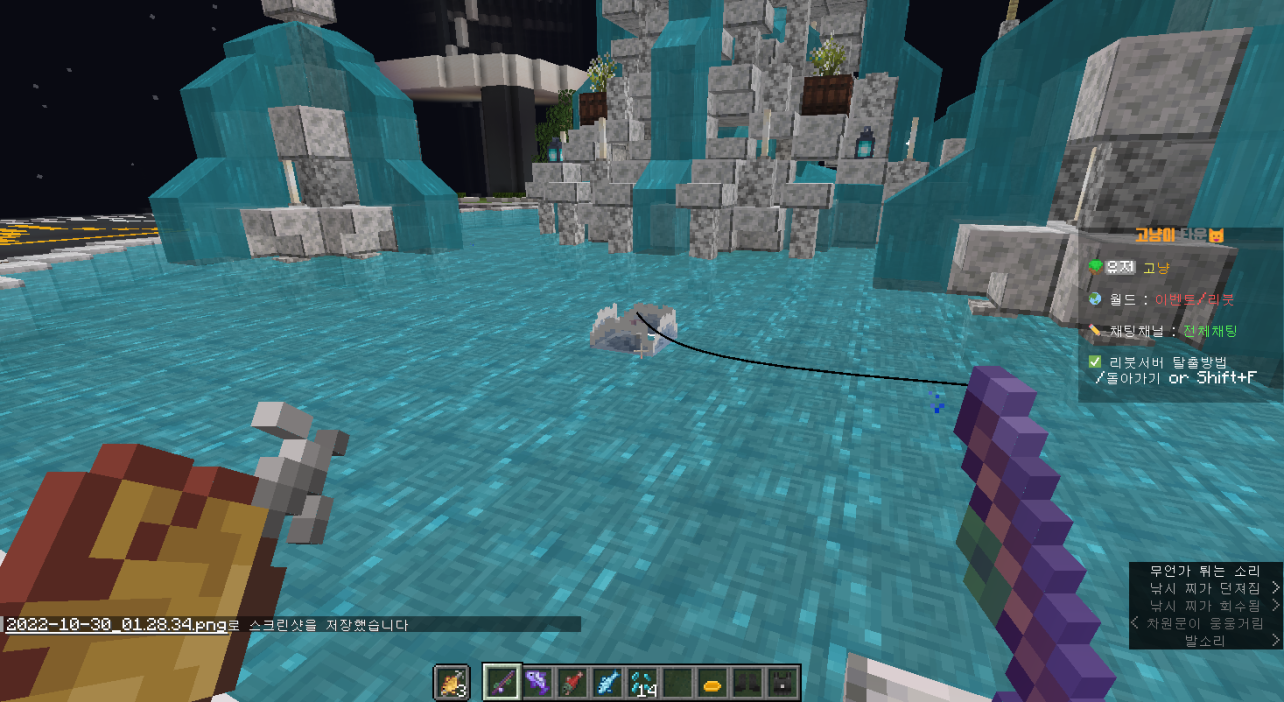 고냥이 타운
유저 고냥
월드 : 이벤트/리붓
채팅채널 : 전체채팅
리붓서버 탈출방법
/돌아가기 or Shift+F
무언가 튀는 소리
낚시 찌가 던져짐 >
낚시 찌가 회수됨 >
< 차원문이 웅웅거림
발소리 >
2022-10-30_01.28.34.png로 스크린샷을 저장했습니다
3
14